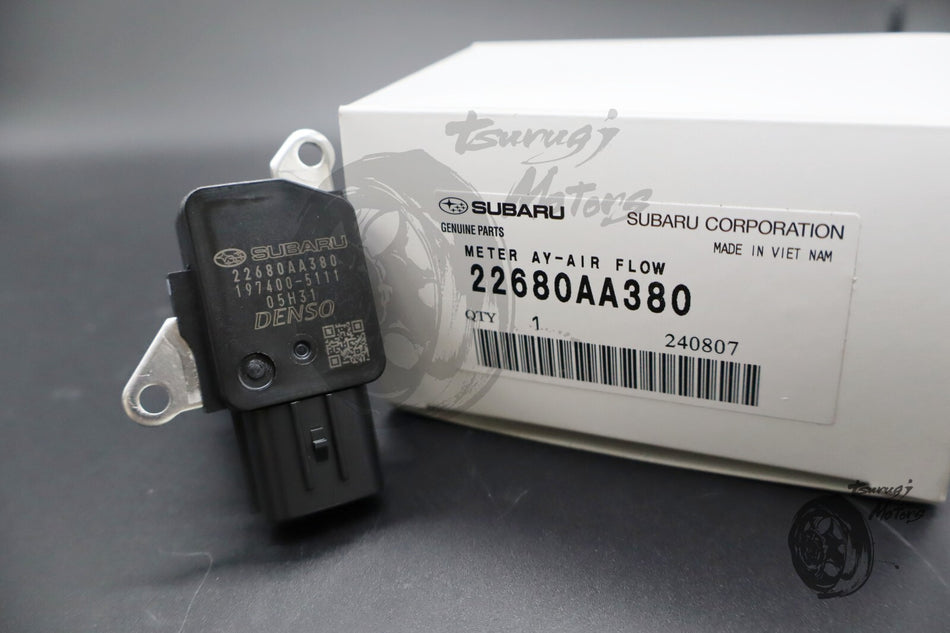 SUBARU
22680AA380
197400-5111
05H31
DENSO
Tsurugi
Motors
SUBARU
GENUINE PARTS
SUBARU CORPORATION
MADE IN VIET NAM
METER AY-AIR FLOW
22680AA380
QTY 1
240807
Tsurugi
Motors